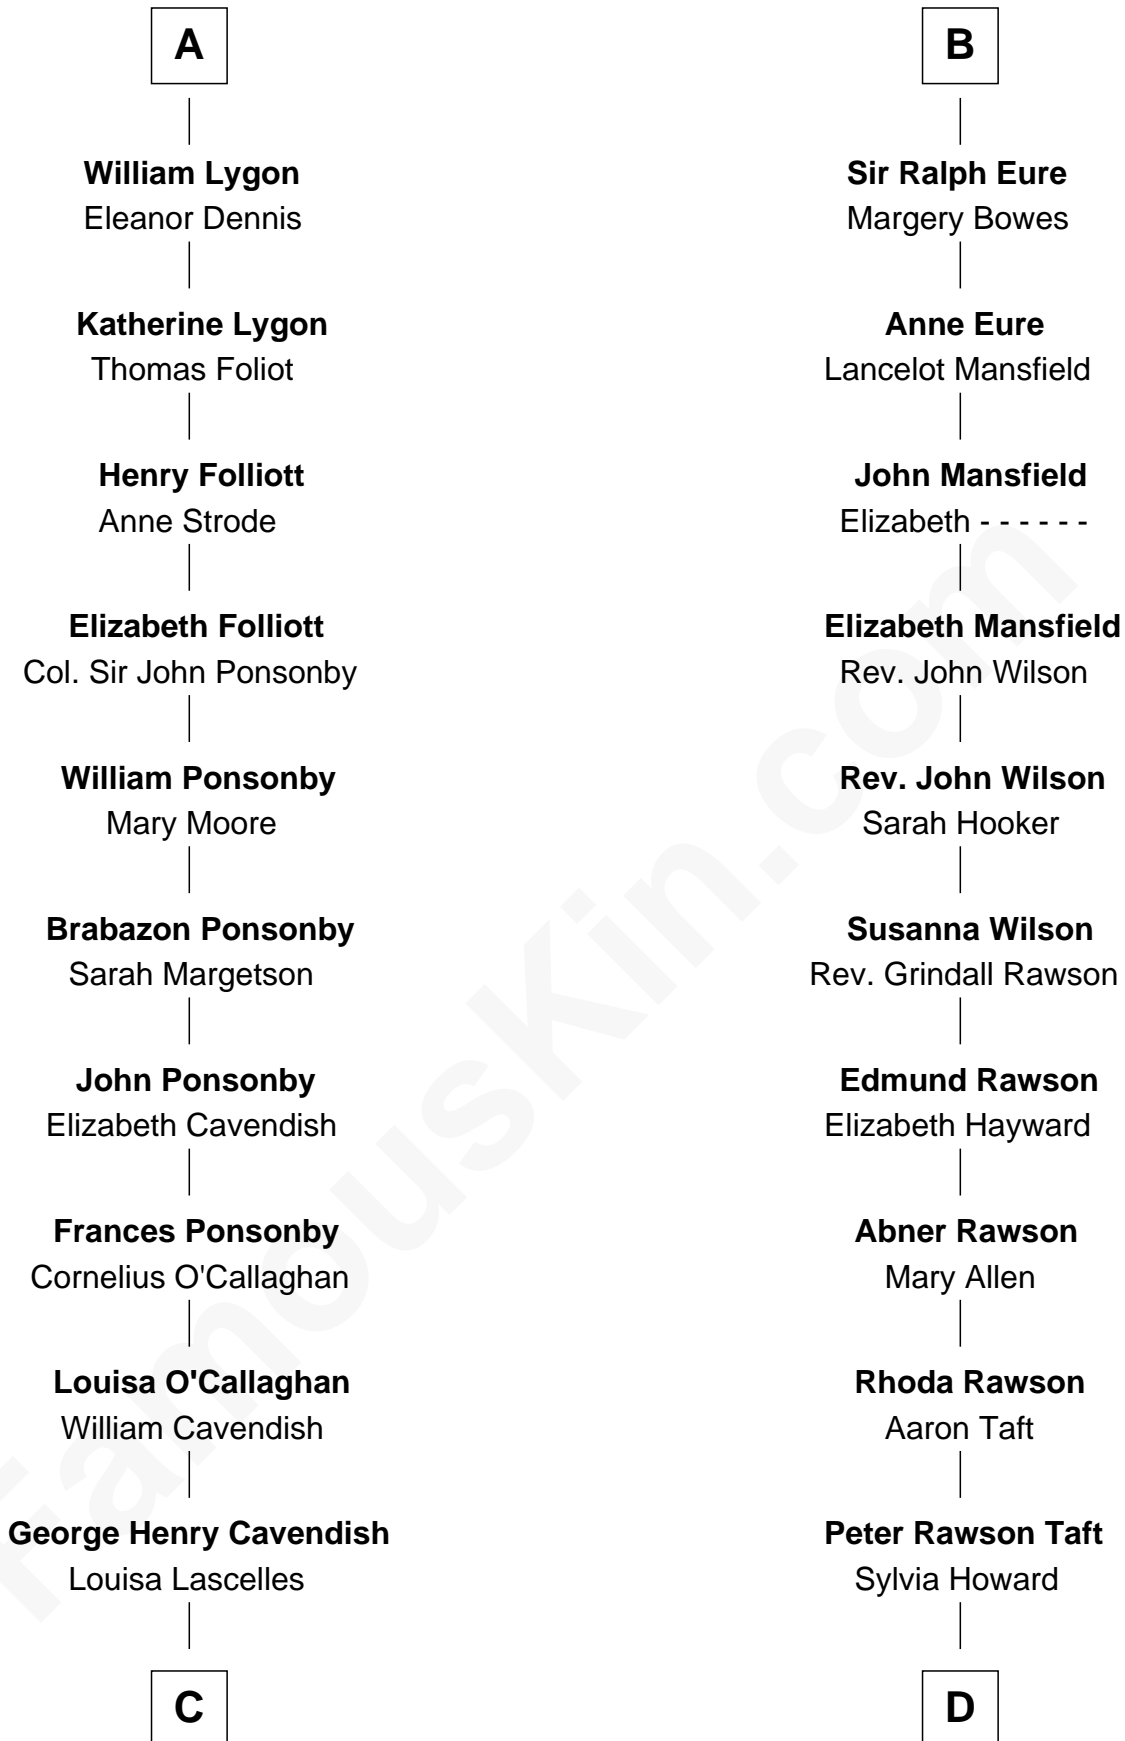 A
William Lygon
Eleanor Dennis
Katherine Lygon
Thomas Foliot
Henry Folliott
Anne Strode
Elizabeth Folliott
Col. Sir John Ponsonby
William Ponsonby
Mary Moore
Brabazon Ponsonby
Sarah Margetson
John Ponsonby
Elizabeth Cavendish
Frances Ponsonby
Cornelius O'Callaghan
Louisa O'Callaghan
William Cavendish
George Henry Cavendish
Louisa Lascelles
C
B
Sir Ralph Eure
Margery Bowes
Anne Eure
Lancelot Mansfield
John Mansfield
Elizabeth - - - - - -
Elizabeth Mansfield
Rev. John Wilson
Rev. John Wilson
Sarah Hooker
Susanna Wilson
Rev. Grindall Rawson
Edmund Rawson
Elizabeth Hayward
Abner Rawson
Mary Allen
Rhoda Rawson
Aaron Taft
Peter Rawson Taft
Sylvia Howard
D
FamousKin.com